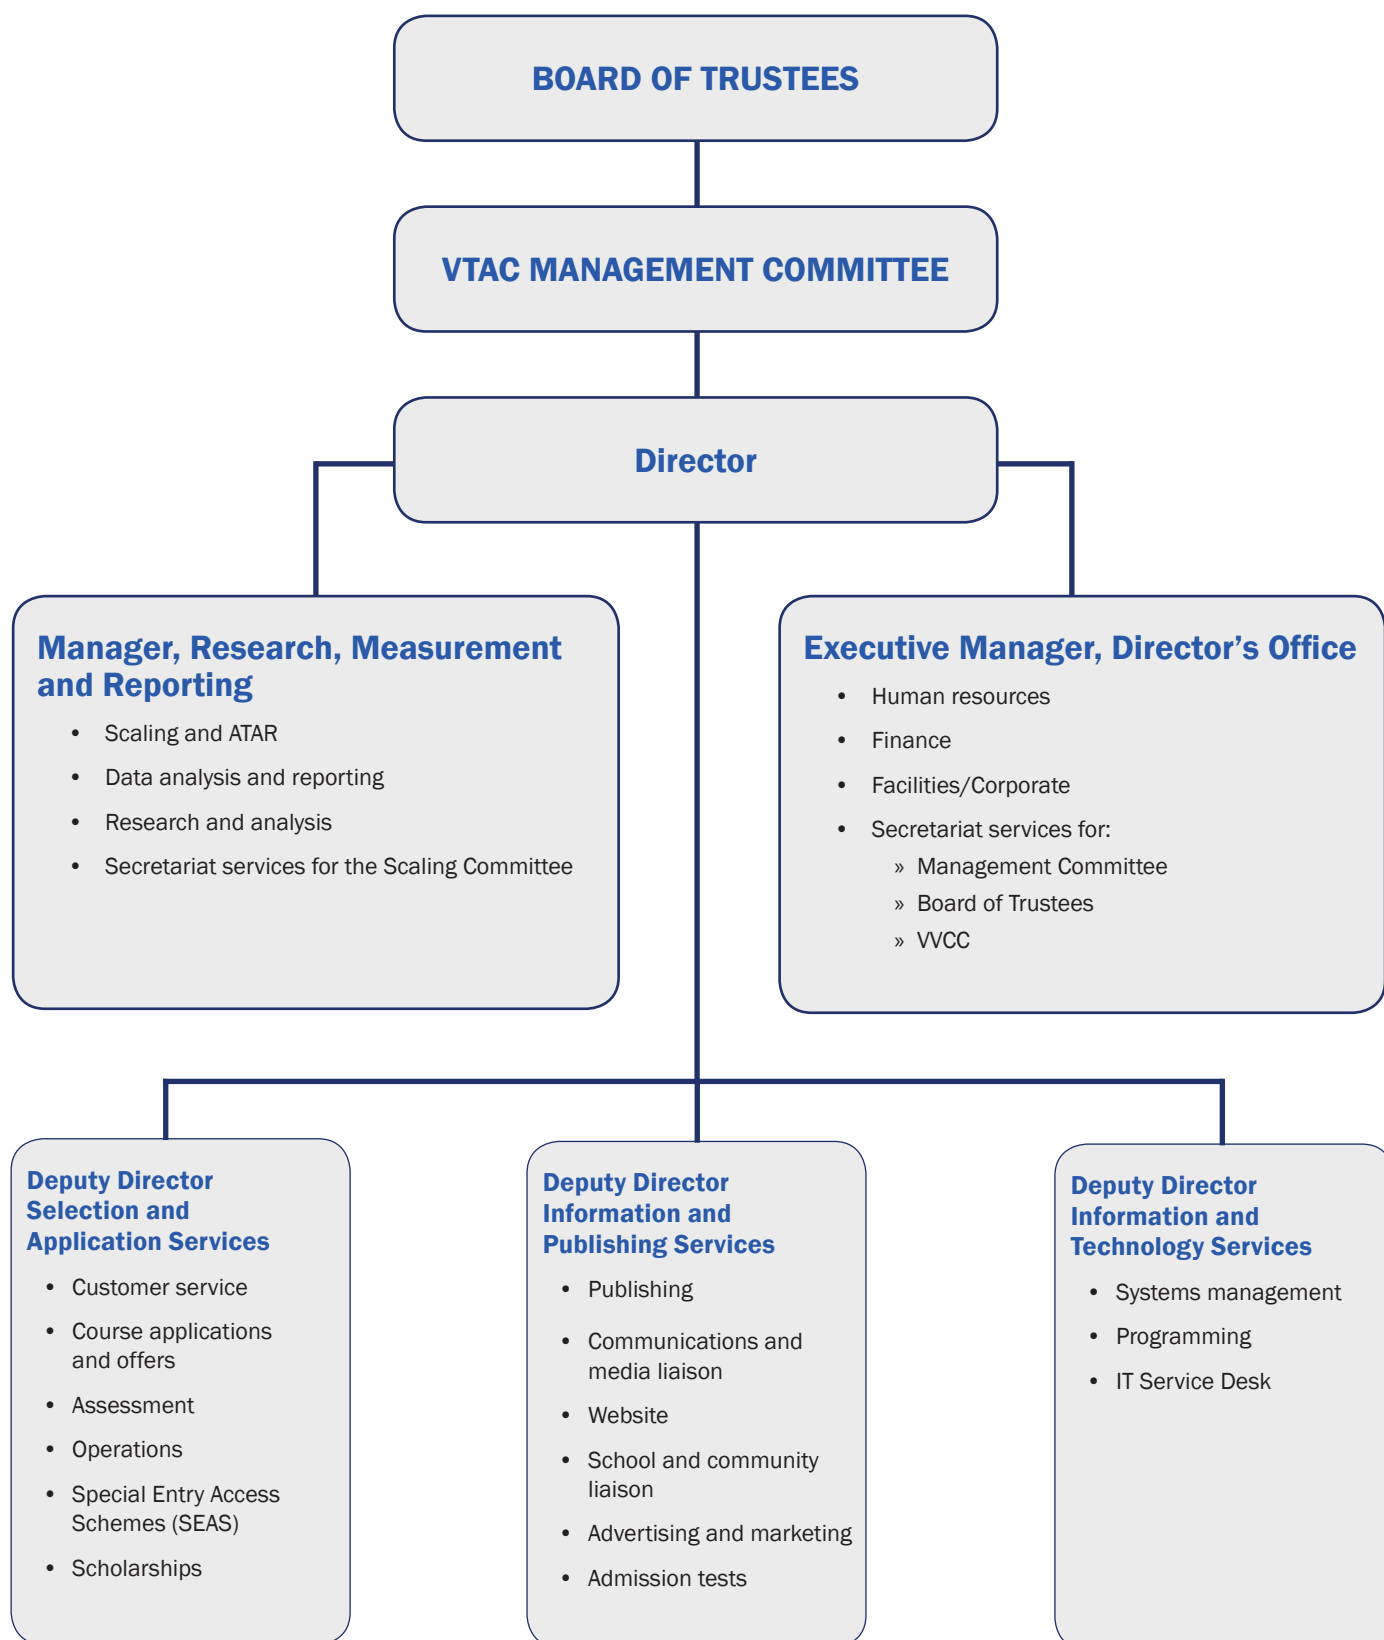 BOARD OF TRUSTEES
VTAC MANAGEMENT COMMITTEE
Director
Manager, Research, Measurement
and Reporting
• Scaling and ATAR
• Data analysis and reporting
• Research and analysis
• Secretariat services for the Scaling Committee
Executive Manager, Director’s Office
• Human resources
• Finance
• Facilities/Corporate
• Secretariat services for:
» Management Committee
» Board of Trustees
» VVCC
Deputy Director
Selection and
Application Services
• Customer service
• Course applications
and offers
• Assessment
• Operations
• Special Entry Access
Schemes (SEAS)
• Scholarships
Deputy Director
Information and
Publishing Services
• Publishing
• Communications and
media liaison
• Website
• School and community
liaison
• Advertising and marketing
• Admission tests
Deputy Director
Information and
Technology Services
• Systems management
• Programming
• IT Service Desk